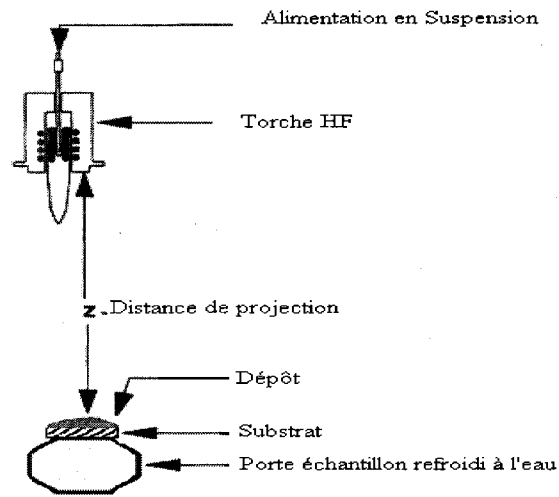 Alimentation en Suspension
Torche HF
z - Distance de projection
Dépôt
Substrat
Porte échantillon refroidi à l'eau